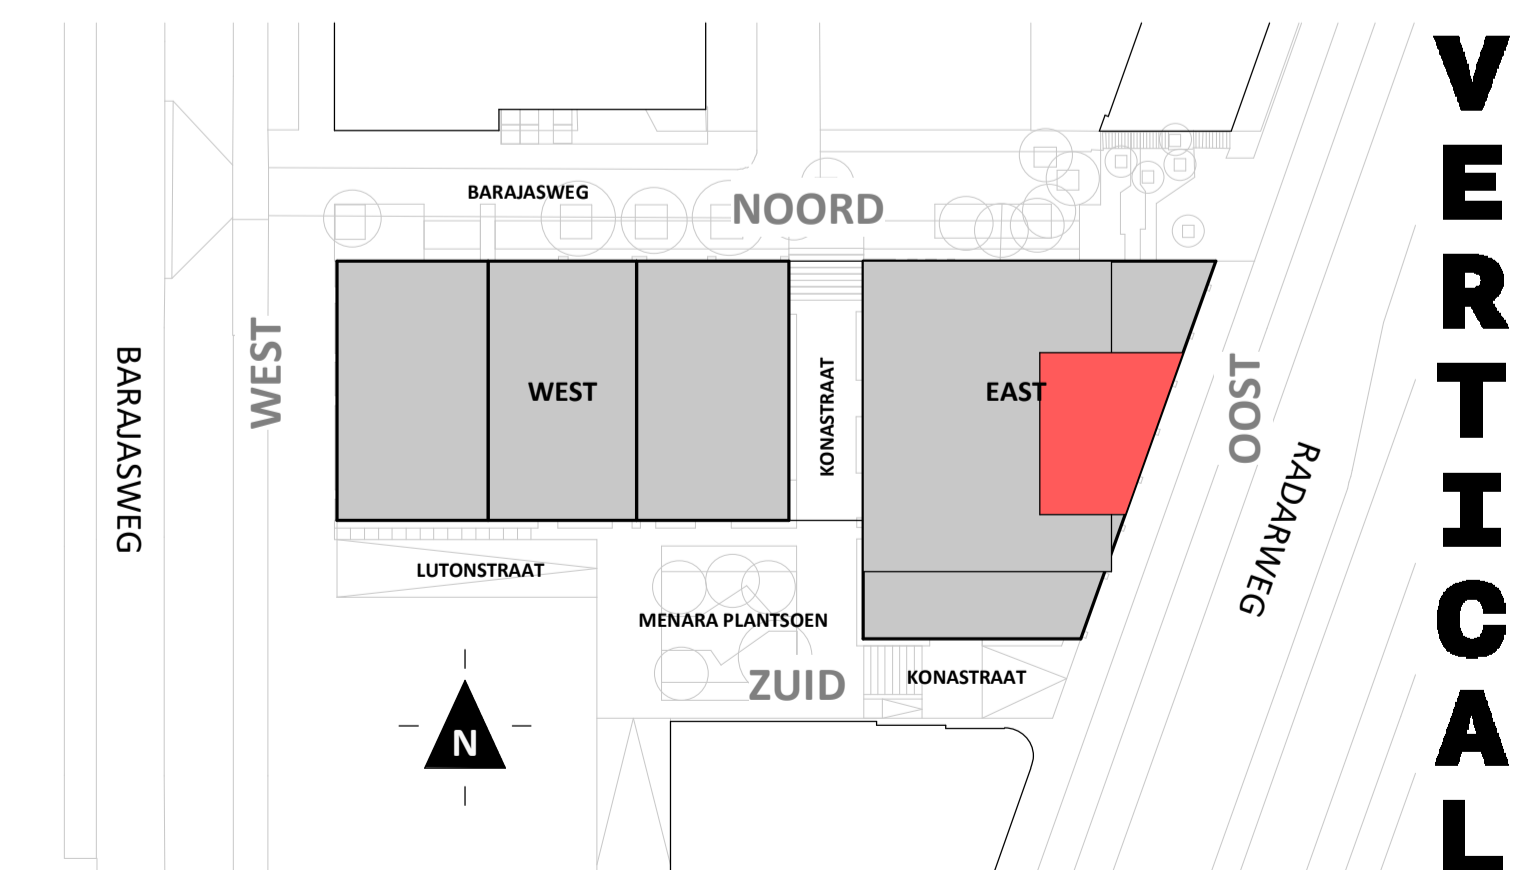 BARAJASWEG
NOORD
BARAJASWEG
WEST
WEST
KONASTRAAT
EAST
OOST
RADARWEG
LUTONSTRAAT
MENARA PLANTSOEN
ZUID
KONASTRAAT
N
VERTICAL